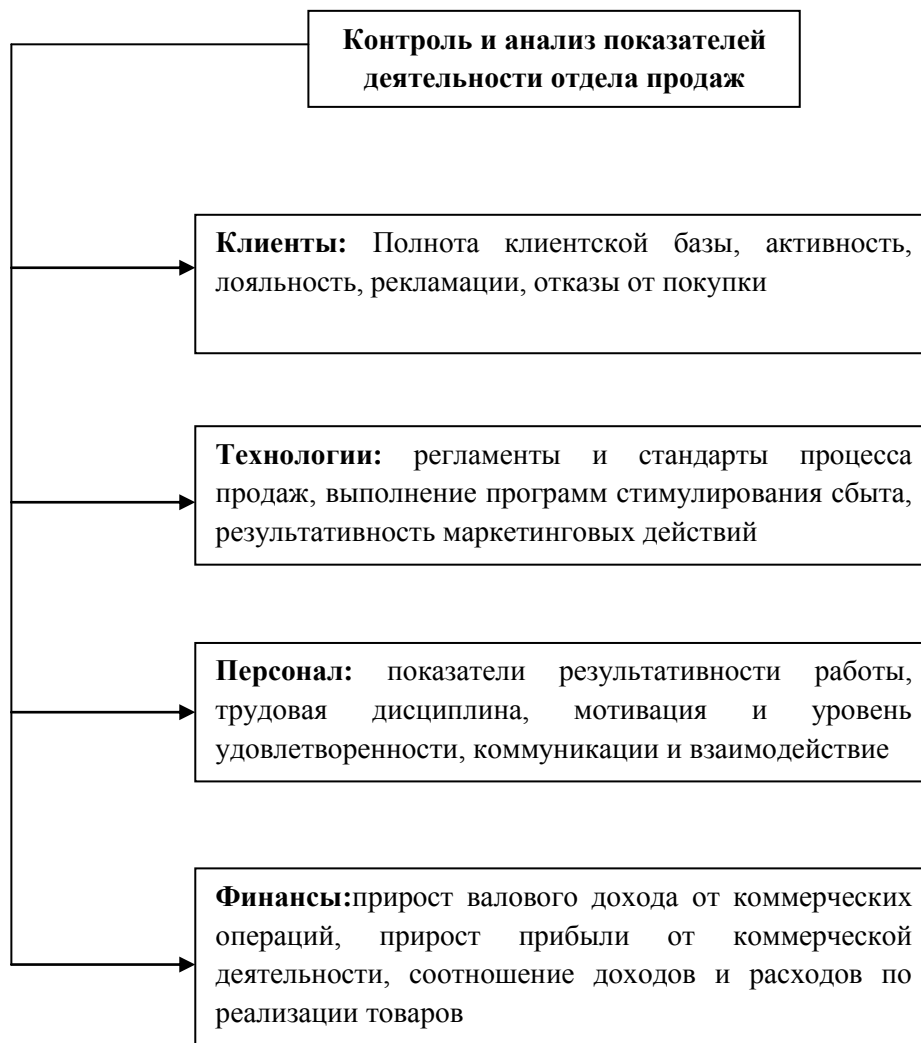 Контроль и анализ показателей
деятельности отдела продаж
Клиенты: Полнота клиентской базы, активность,
лояльность, рекламации, отказы от покупки
Технологии: регламенты и стандарты процесса
продаж, выполнение программ стимулирования сбыта,
результативность маркетинговых действий
Персонал: показатели результативности работы,
трудовая дисциплина, мотивация и уровень
удовлетворенности, коммуникации и взаимодействие
Финансы:прирост валового дохода от коммерческих
операций, прирост прибыли от коммерческой
деятельности, соотношение доходов и расходов по
реализации товаров